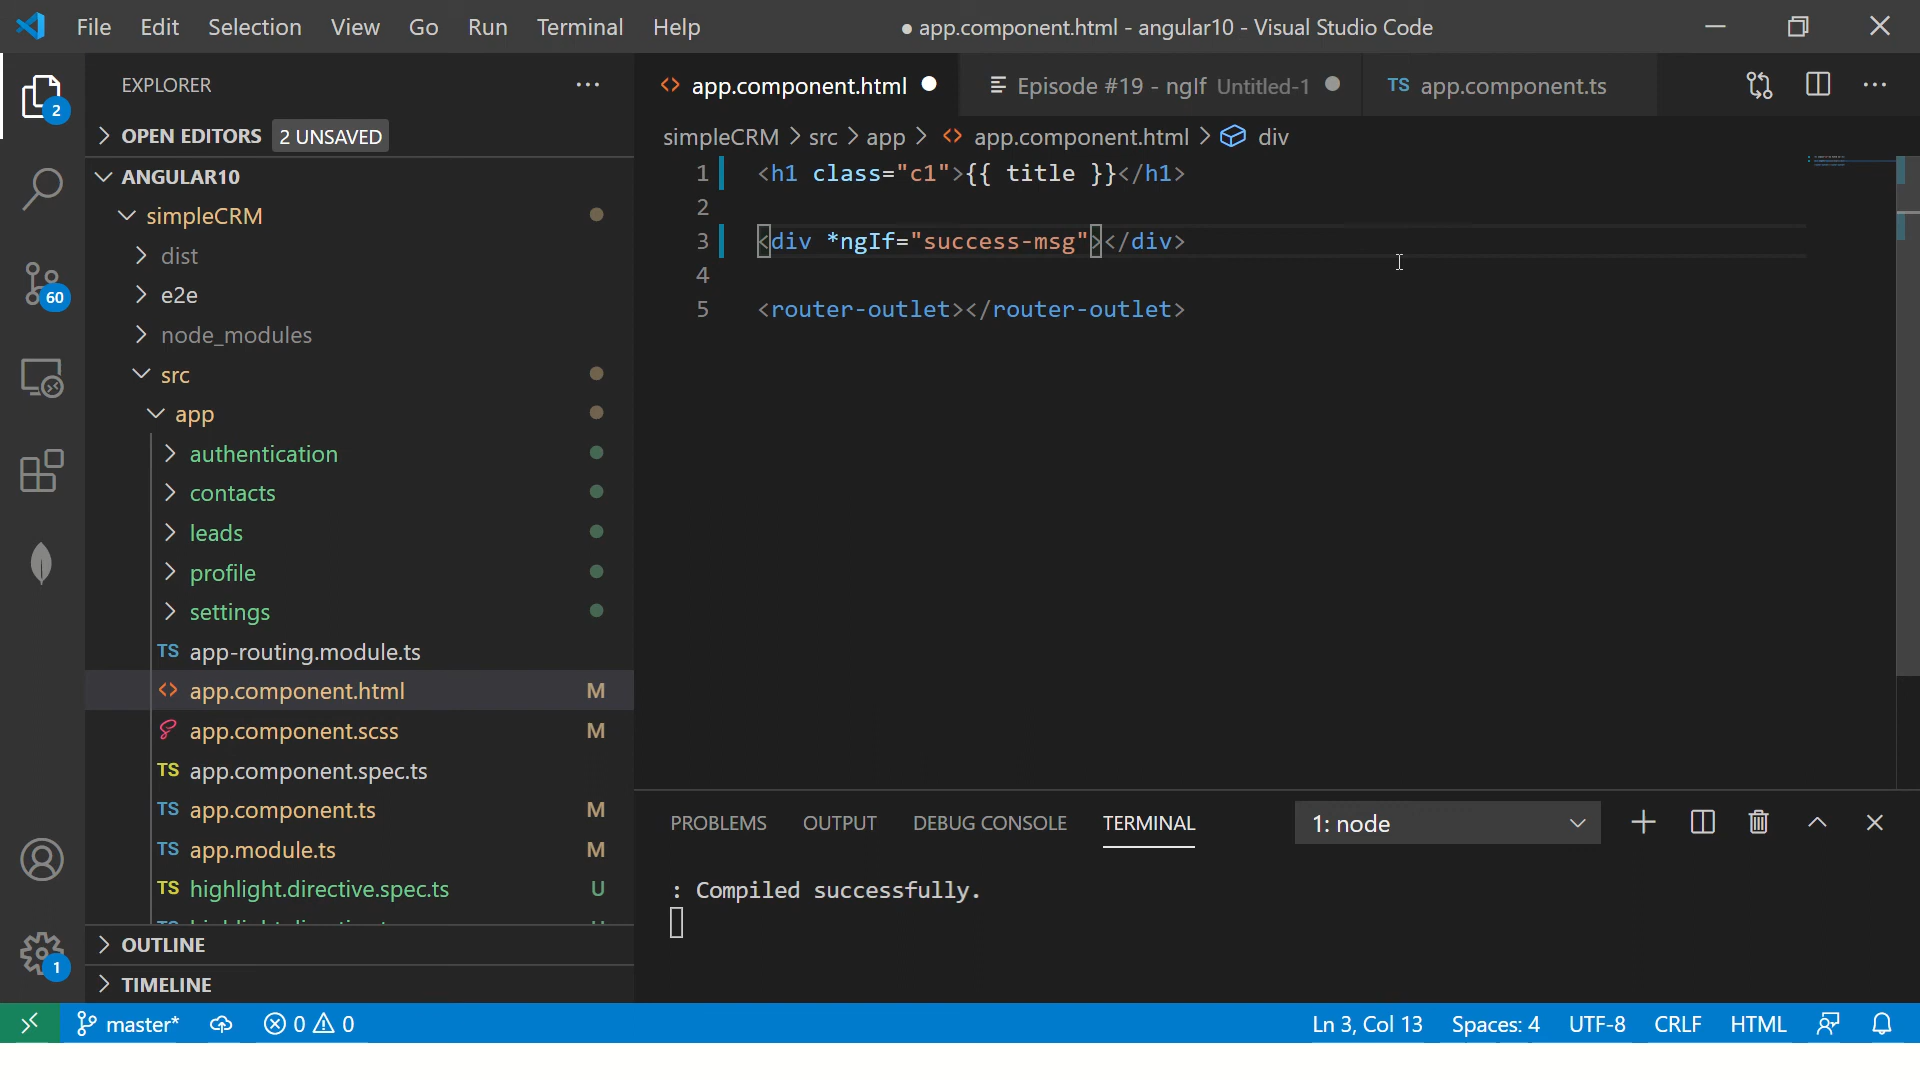 File Edit Selection View Go Run Terminal Help ● app.component.html - angular10 - Visual Studio Code
EXPLORER ...
OPEN EDITORS 2 UNSAVED
ANGULAR10
simpleCRM
dist
e2e
node_modules
src
app
authentication
contacts
leads
profile
settings
TS app-routing.module.ts
<> app.component.html M
app.component.scss M
TS app.component.spec.ts
TS app.component.ts M
TS app.module.ts M
TS highlight.directive.spec.ts U
OUTLINE
TIMELINE
2
60
1
<> app.component.html ● Episode #19 - ngIf Untitled-1 ● TS app.component.ts ...
simpleCRM > src > app > <> app.component.html > div
1 <h1 class="c1">{{ title }}</h1>
2
3 <div *ngIf="success-msg"></div>
4
5 <router-outlet></router-outlet>
PROBLEMS OUTPUT DEBUG CONSOLE TERMINAL 1: node
: Compiled successfully.
master* 0 0 Ln 3, Col 13 Spaces: 4 UTF-8 CRLF HTML